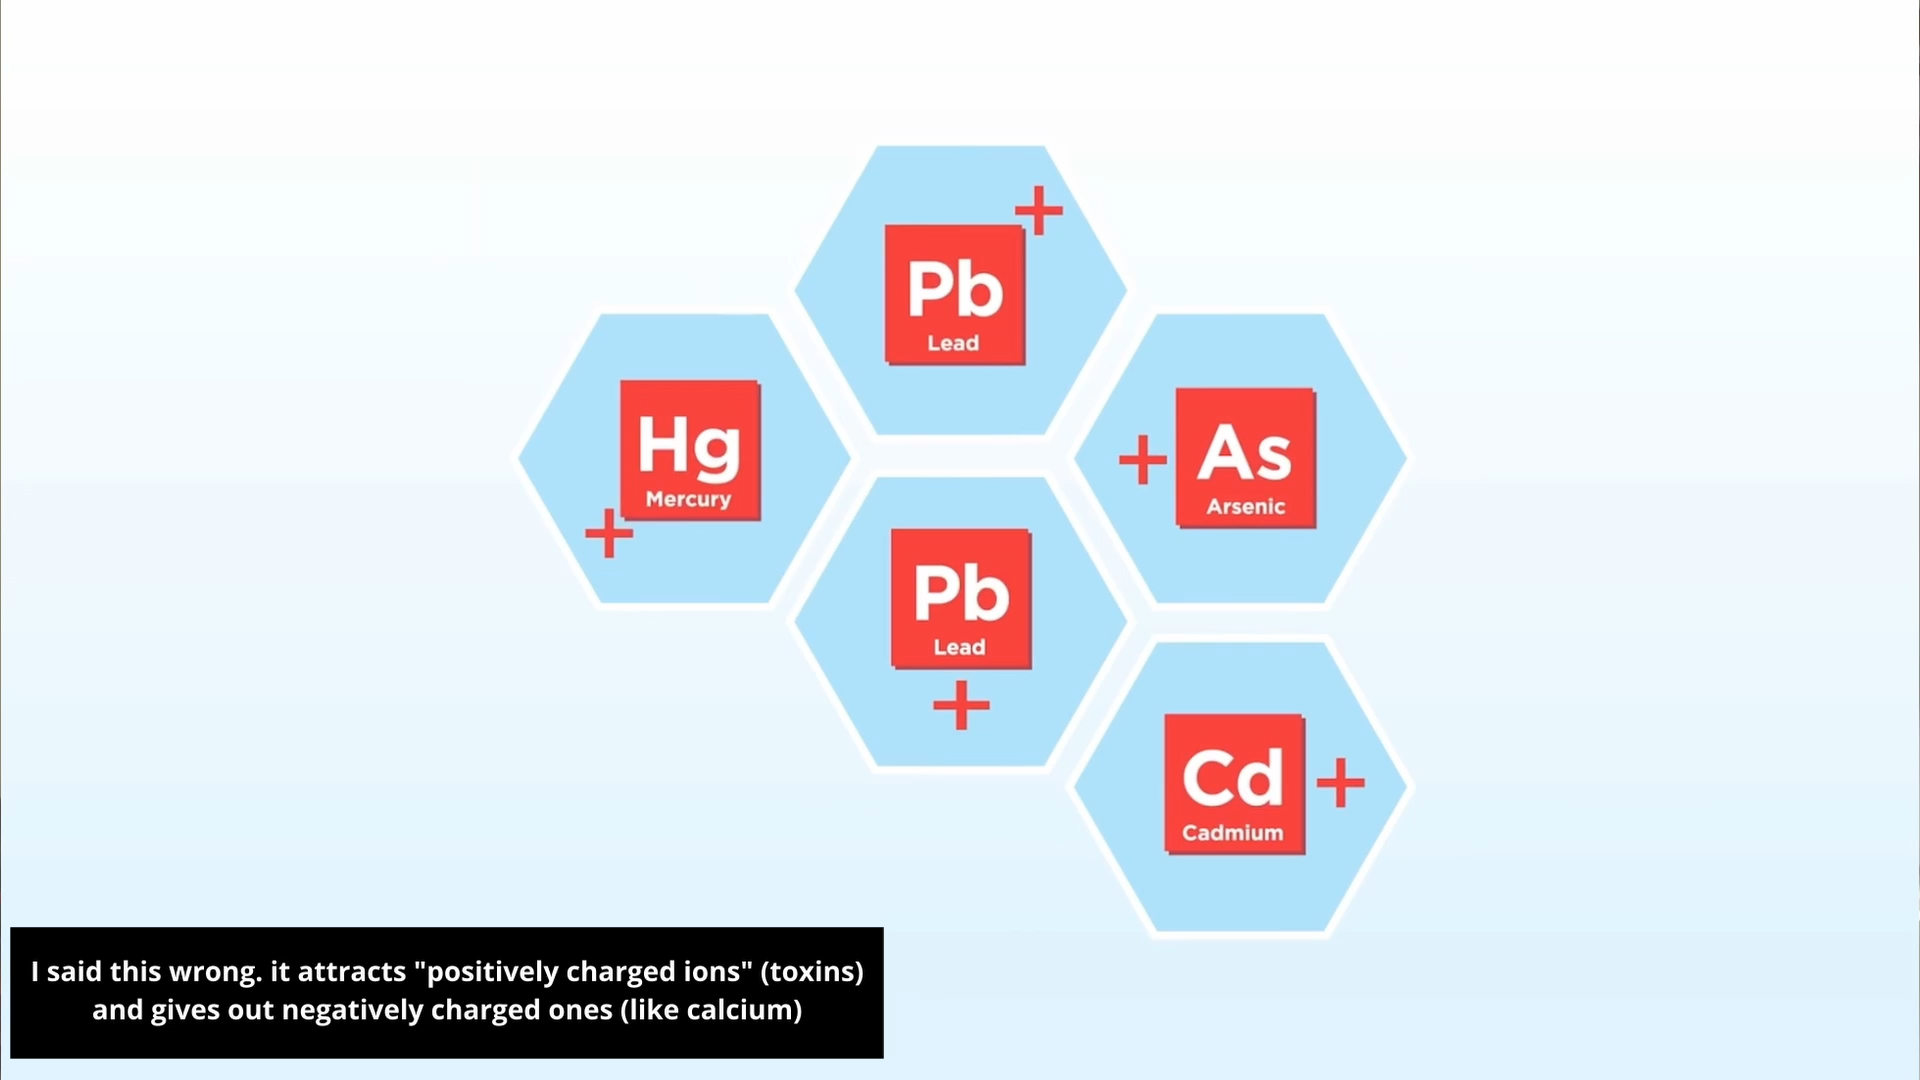 +
Pb
Lead
Hg
Mercury
+
+
As
Arsenic
Pb
Lead
+
Cd
+
Cadmium
I said this wrong. it attracts "positively charged ions" (toxins)
and gives out negatively charged ones (like calcium)